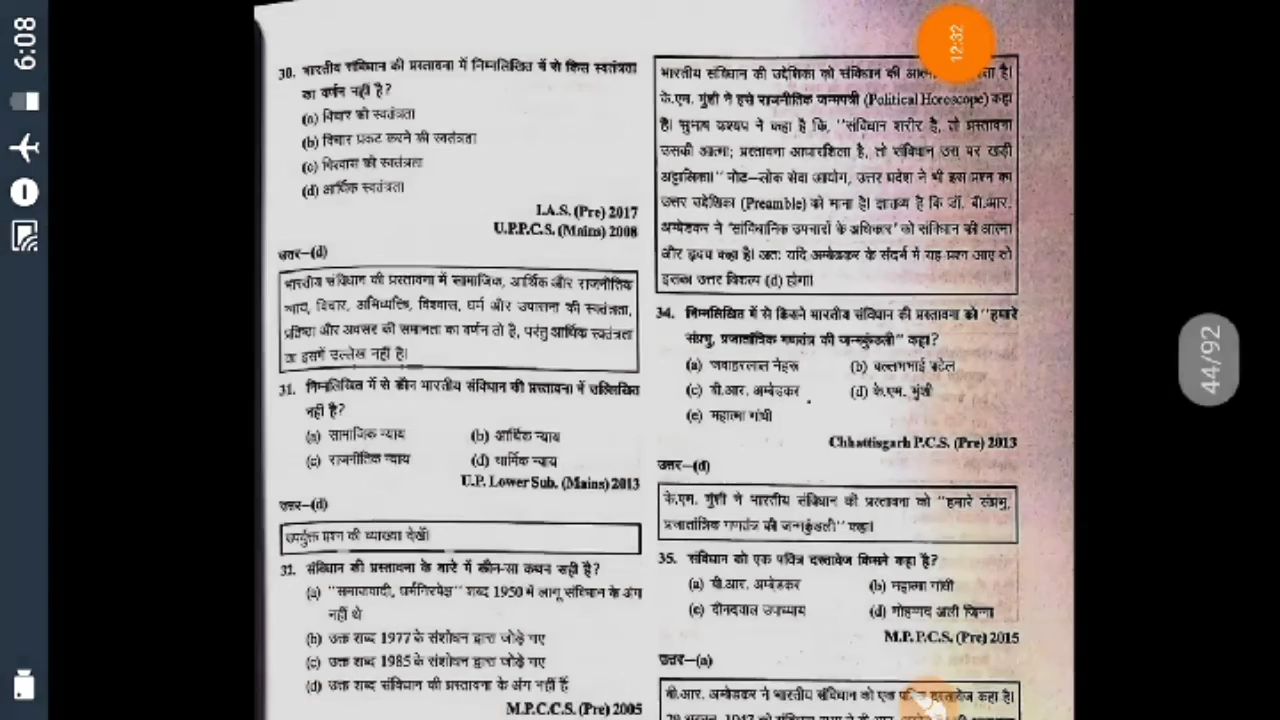 6:08
12:32
44/92
30. भारतीय संविधान की प्रस्तावना में निम्नलिखित में से किस स्वतंत्रता
का वर्णन नहीं है?
(a) विचार की स्वतंत्रता
(b) विचार प्रकट करने की स्वतंत्रता
(c) विश्वास की स्वतंत्रता
(d) आर्थिक स्वतंत्रता
I.A.S. (Pre) 2017
U.P.P.C.S. (Mains) 2008
उत्तर-(d)
भारतीय संविधान की प्रस्तावना में सामाजिक, आर्थिक और राजनीतिक
न्याय, विचार, अभिव्यक्ति, विश्वास, धर्म और उपासना की स्वतंत्रता,
प्रतिष्ठा और अवसर की समानता का वर्णन तो है, परंतु आर्थिक स्वतंत्रता
का इसमें उल्लेख नहीं है।
31. निम्नलिखित में से कौन भारतीय संविधान की प्रस्तावना में उल्लिखित
नहीं है?
(a) सामाजिक न्याय (b) आर्थिक न्याय
(c) राजनीतिक न्याय (d) धार्मिक न्याय
U.P. Lower Sub. (Mains) 2013
उत्तर-(d)
उपर्युक्त प्रश्न की व्याख्या देखें।
32. संविधान की प्रस्तावना के बारे में कौन-सा कथन सही है?
(a) "समाजवादी, धर्मनिरपेक्ष" शब्द 1950 में लागू संविधान के अंग
नहीं थे
(b) उक्त शब्द 1977 के संशोधन द्वारा जोड़े गए
(c) उक्त शब्द 1985 के संशोधन द्वारा जोड़े गए
(d) उक्त शब्द संविधान की प्रस्तावना के अंग नहीं हैं
M.P.C.C.S. (Pre) 2005
भारतीय संविधान की उद्देशिका को संविधान की है।
के.एम. मुंशी ने इसे राजनीतिक जन्मपत्री (Political Horoscope) कहा
है। सुभाष कश्यप ने कहा है कि, "संविधान शरीर है, तो प्रस्तावना
उसकी आत्मा; प्रस्तावना आधारशिला है, तो संविधान उस पर खड़ी
अट्टालिका।" नोट–लोक सेवा आयोग, उत्तर प्रदेश ने भी इस प्रश्न का
उत्तर उद्देशिका (Preamble) को माना है। ज्ञातव्य है कि डॉ. बी.आर.
अम्बेडकर ने 'सांविधानिक उपचारों के अधिकार' को संविधान की आत्मा
और हृदय कहा है। अतः यदि अम्बेडकर के संदर्भ में यह प्रश्न आए तो
इसका उत्तर विकल्प (d) होगा।
34. निम्नलिखित में से किसने भारतीय संविधान की प्रस्तावना को "हमारे
संप्रभु, प्रजातांत्रिक गणतंत्र की जन्मकुंडली" कहा?
(a) जवाहरलाल नेहरू (b) वल्लभभाई पटेल
(c) बी.आर. अम्बेडकर (d) के.एम. मुंशी
(e) महात्मा गांधी
Chhattisgarh P.C.S. (Pre) 2013
उत्तर-(d)
के.एम. मुंशी ने भारतीय संविधान की प्रस्तावना को "हमारे संप्रभु,
प्रजातांत्रिक गणतंत्र की जन्मकुंडली" कहा।
35. संविधान को एक पवित्र दस्तावेज किसने कहा है?
(a) बी.आर. अम्बेडकर (b) महात्मा गांधी
(c) दीनदयाल उपाध्याय (d) मोहम्मद अली जिन्ना
M.P. P.C.S. (Pre) 2015
उत्तर-(a)
बी.आर. अम्बेडकर ने भारतीय संविधान को एक पवित्र दस्तावेज कहा है।